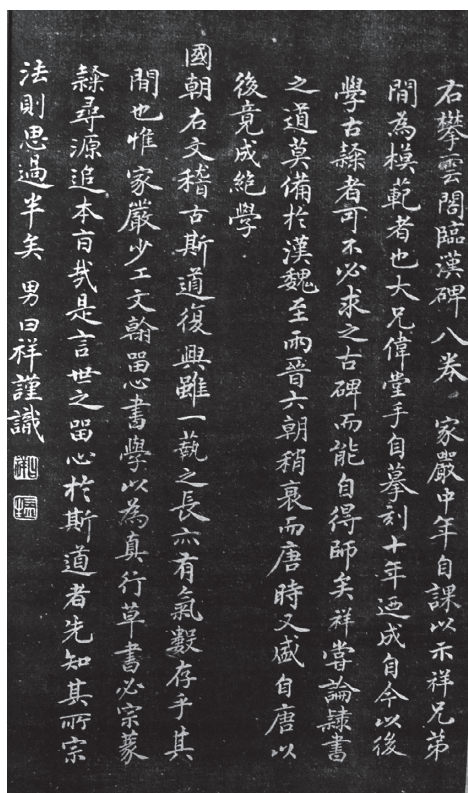 右攀雲閣臨漢碑八卷 家嚴中年自課以示祥兄弟
間為模範者也大兄偉堂手自摹刻十年迺成自今以後
學古隸者可不必求之古碑而能自得師矣祥嘗論隸書
之道莫備於漢魏至兩晉六朝稍衰而唐時又盛自唐以
後竟成絕學
國朝右文稽古斯道復興雖一埶之長亦有氣數存乎其
間也惟家嚴少工文翰畱心書學以為真行草書必宗篆
隸尋源追本旨哉是言世之畱心於斯道者先知其所宗
法則思過半矣 男曰祥謹識